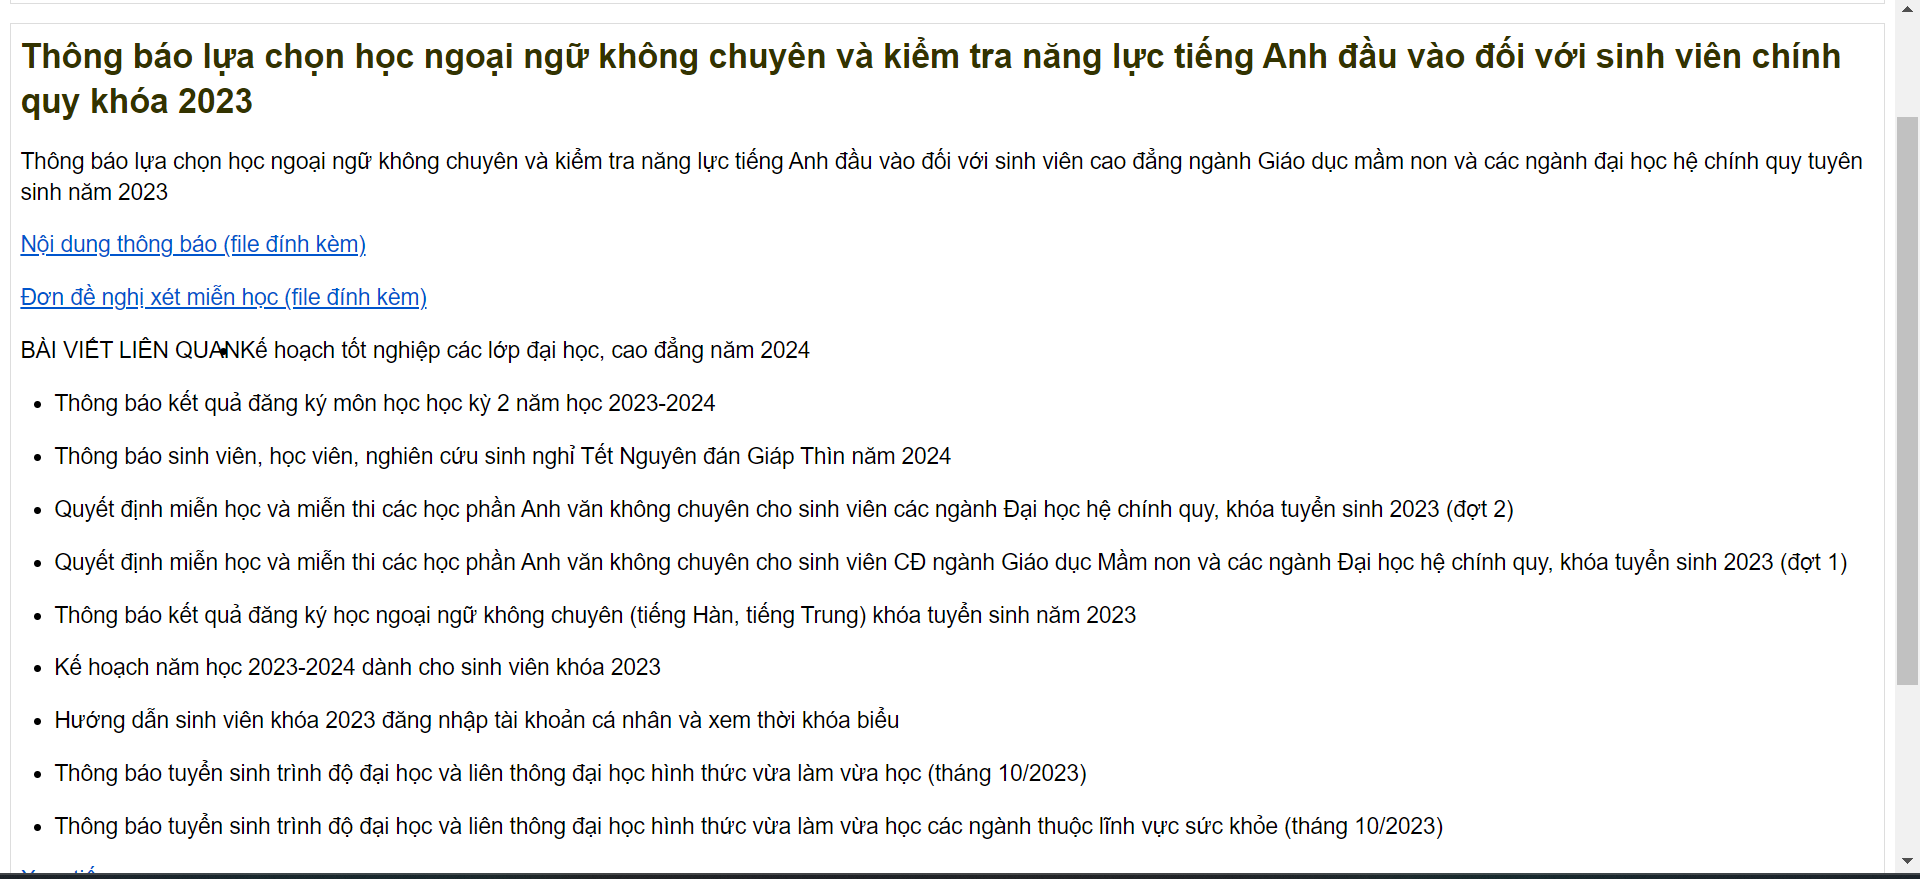 Thông báo lựa chọn học ngoại ngữ không chuyên và kiểm tra năng lực tiếng Anh đầu vào đối với sinh viên chính
quy khóa 2023
Thông báo lựa chọn học ngoại ngữ không chuyên và kiểm tra năng lực tiếng Anh đầu vào đối với sinh viên cao đẳng ngành Giáo dục mầm non và các ngành đại học hệ chính quy tuyên
sinh năm 2023
Nội dung thông báo (file đính kèm)
Đơn đề nghị xét miễn học (file đính kèm)
BÀI VIẾT LIÊN QUANKế hoạch tốt nghiệp các lớp đại học, cao đẳng năm 2024
• Thông báo kết quả đăng ký môn học học kỳ 2 năm học 2023-2024
• Thông báo sinh viên, học viên, nghiên cứu sinh nghỉ Tết Nguyên đán Giáp Thìn năm 2024
• Quyết định miễn học và miễn thi các học phần Anh văn không chuyên cho sinh viên các ngành Đại học hệ chính quy, khóa tuyển sinh 2023 (đợt 2)
• Quyết định miễn học và miễn thi các học phần Anh văn không chuyên cho sinh viên CĐ ngành Giáo dục Mầm non và các ngành Đại học hệ chính quy, khóa tuyển sinh 2023 (đợt 1)
• Thông báo kết quả đăng ký học ngoại ngữ không chuyên (tiếng Hàn, tiếng Trung) khóa tuyển sinh năm 2023
• Kế hoạch năm học 2023-2024 dành cho sinh viên khóa 2023
• Hướng dẫn sinh viên khóa 2023 đăng nhập tài khoản cá nhân và xem thời khóa biểu
• Thông báo tuyển sinh trình độ đại học và liên thông đại học hình thức vừa làm vừa học (tháng 10/2023)
• Thông báo tuyển sinh trình độ đại học và liên thông đại học hình thức vừa làm vừa học các ngành thuộc lĩnh vực sức khỏe (tháng 10/2023)